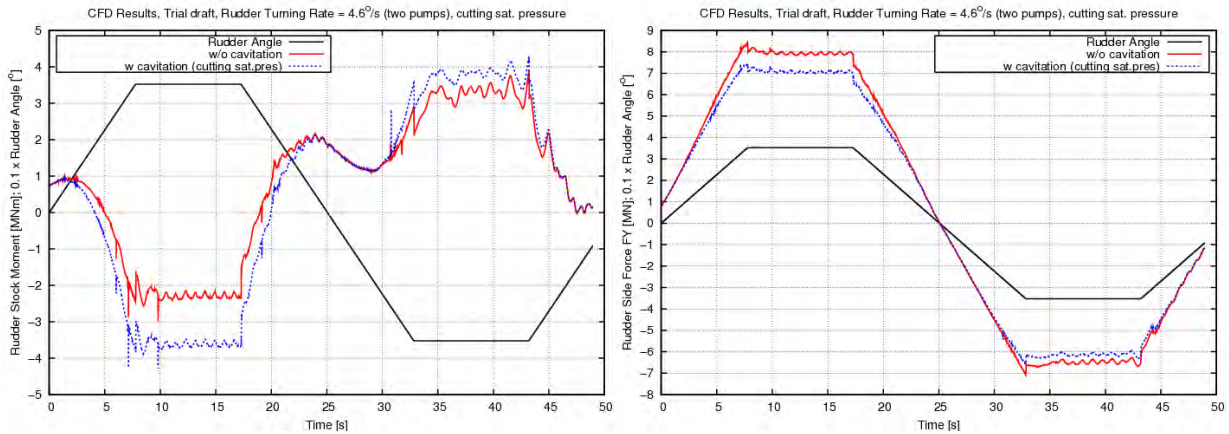 CFD Results, Trial draft, Rudder Turning Rate = 4.6⁰/s (two pumps), cutting sat. pressure
Rudder Stock Moment [MNm]; 0.1 x Rudder Angle [°]
5
4
3
2
1
0
−1
−2
−3
−4
−5
Rudder Angle
w/o cavitation
w cavitation (cutting sat.pres)
0 5 10 15 20 25 30 35 40 45 50
Time [s]
CFD Results, Trial draft, Rudder Turning Rate = 4.6⁰/s (two pumps), cutting sat. pressure
Rudder Side Force FY [MN]; 0.1 x Rudder Angle [°]
9
8
7
6
5
4
3
2
1
0
−1
−2
−3
−4
−5
−6
−7
−8
Rudder Angle
w/o cavitation
w cavitation (cutting sat.pres)
0 5 10 15 20 25 30 35 40 45 50
Time [s]